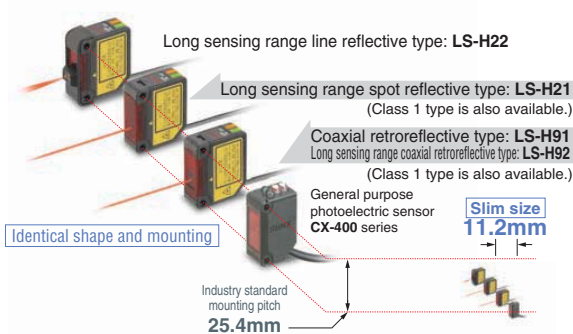 Long sensing range line reflective type: LS-H22
Long sensing range spot reflective type: LS-H21
(Class 1 type is also available.)
Coaxial retroreflective type: LS-H91
Long sensing range coaxial retroreflective type: LS-H92
(Class 1 type is also available.)
General purpose
photoelectric sensor
CX-400 series
Slim size
11.2mm
Identical shape and mounting
SUNX
Industry standard
mounting pitch
25.4mm